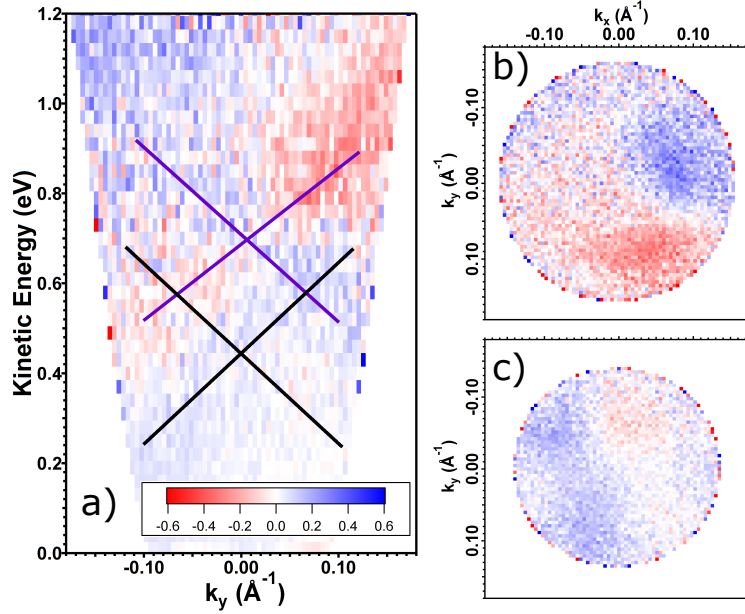 a)
Kinetic Energy (eV)
1.2
1.0
0.8
0.6
0.4
0.2
0.0
-0.10
0.00
0.10
k_y (Å⁻¹)
-0.6 -0.4 -0.2 0.0 0.2 0.4 0.6
b)
k_x (Å⁻¹)
-0.10 0.00 0.10
k_y (Å⁻¹)
-0.10
0.00
0.10
c)
k_y (Å⁻¹)
-0.10
0.00
0.10